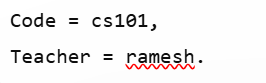 Code = cs101,
Teacher = ramesh.